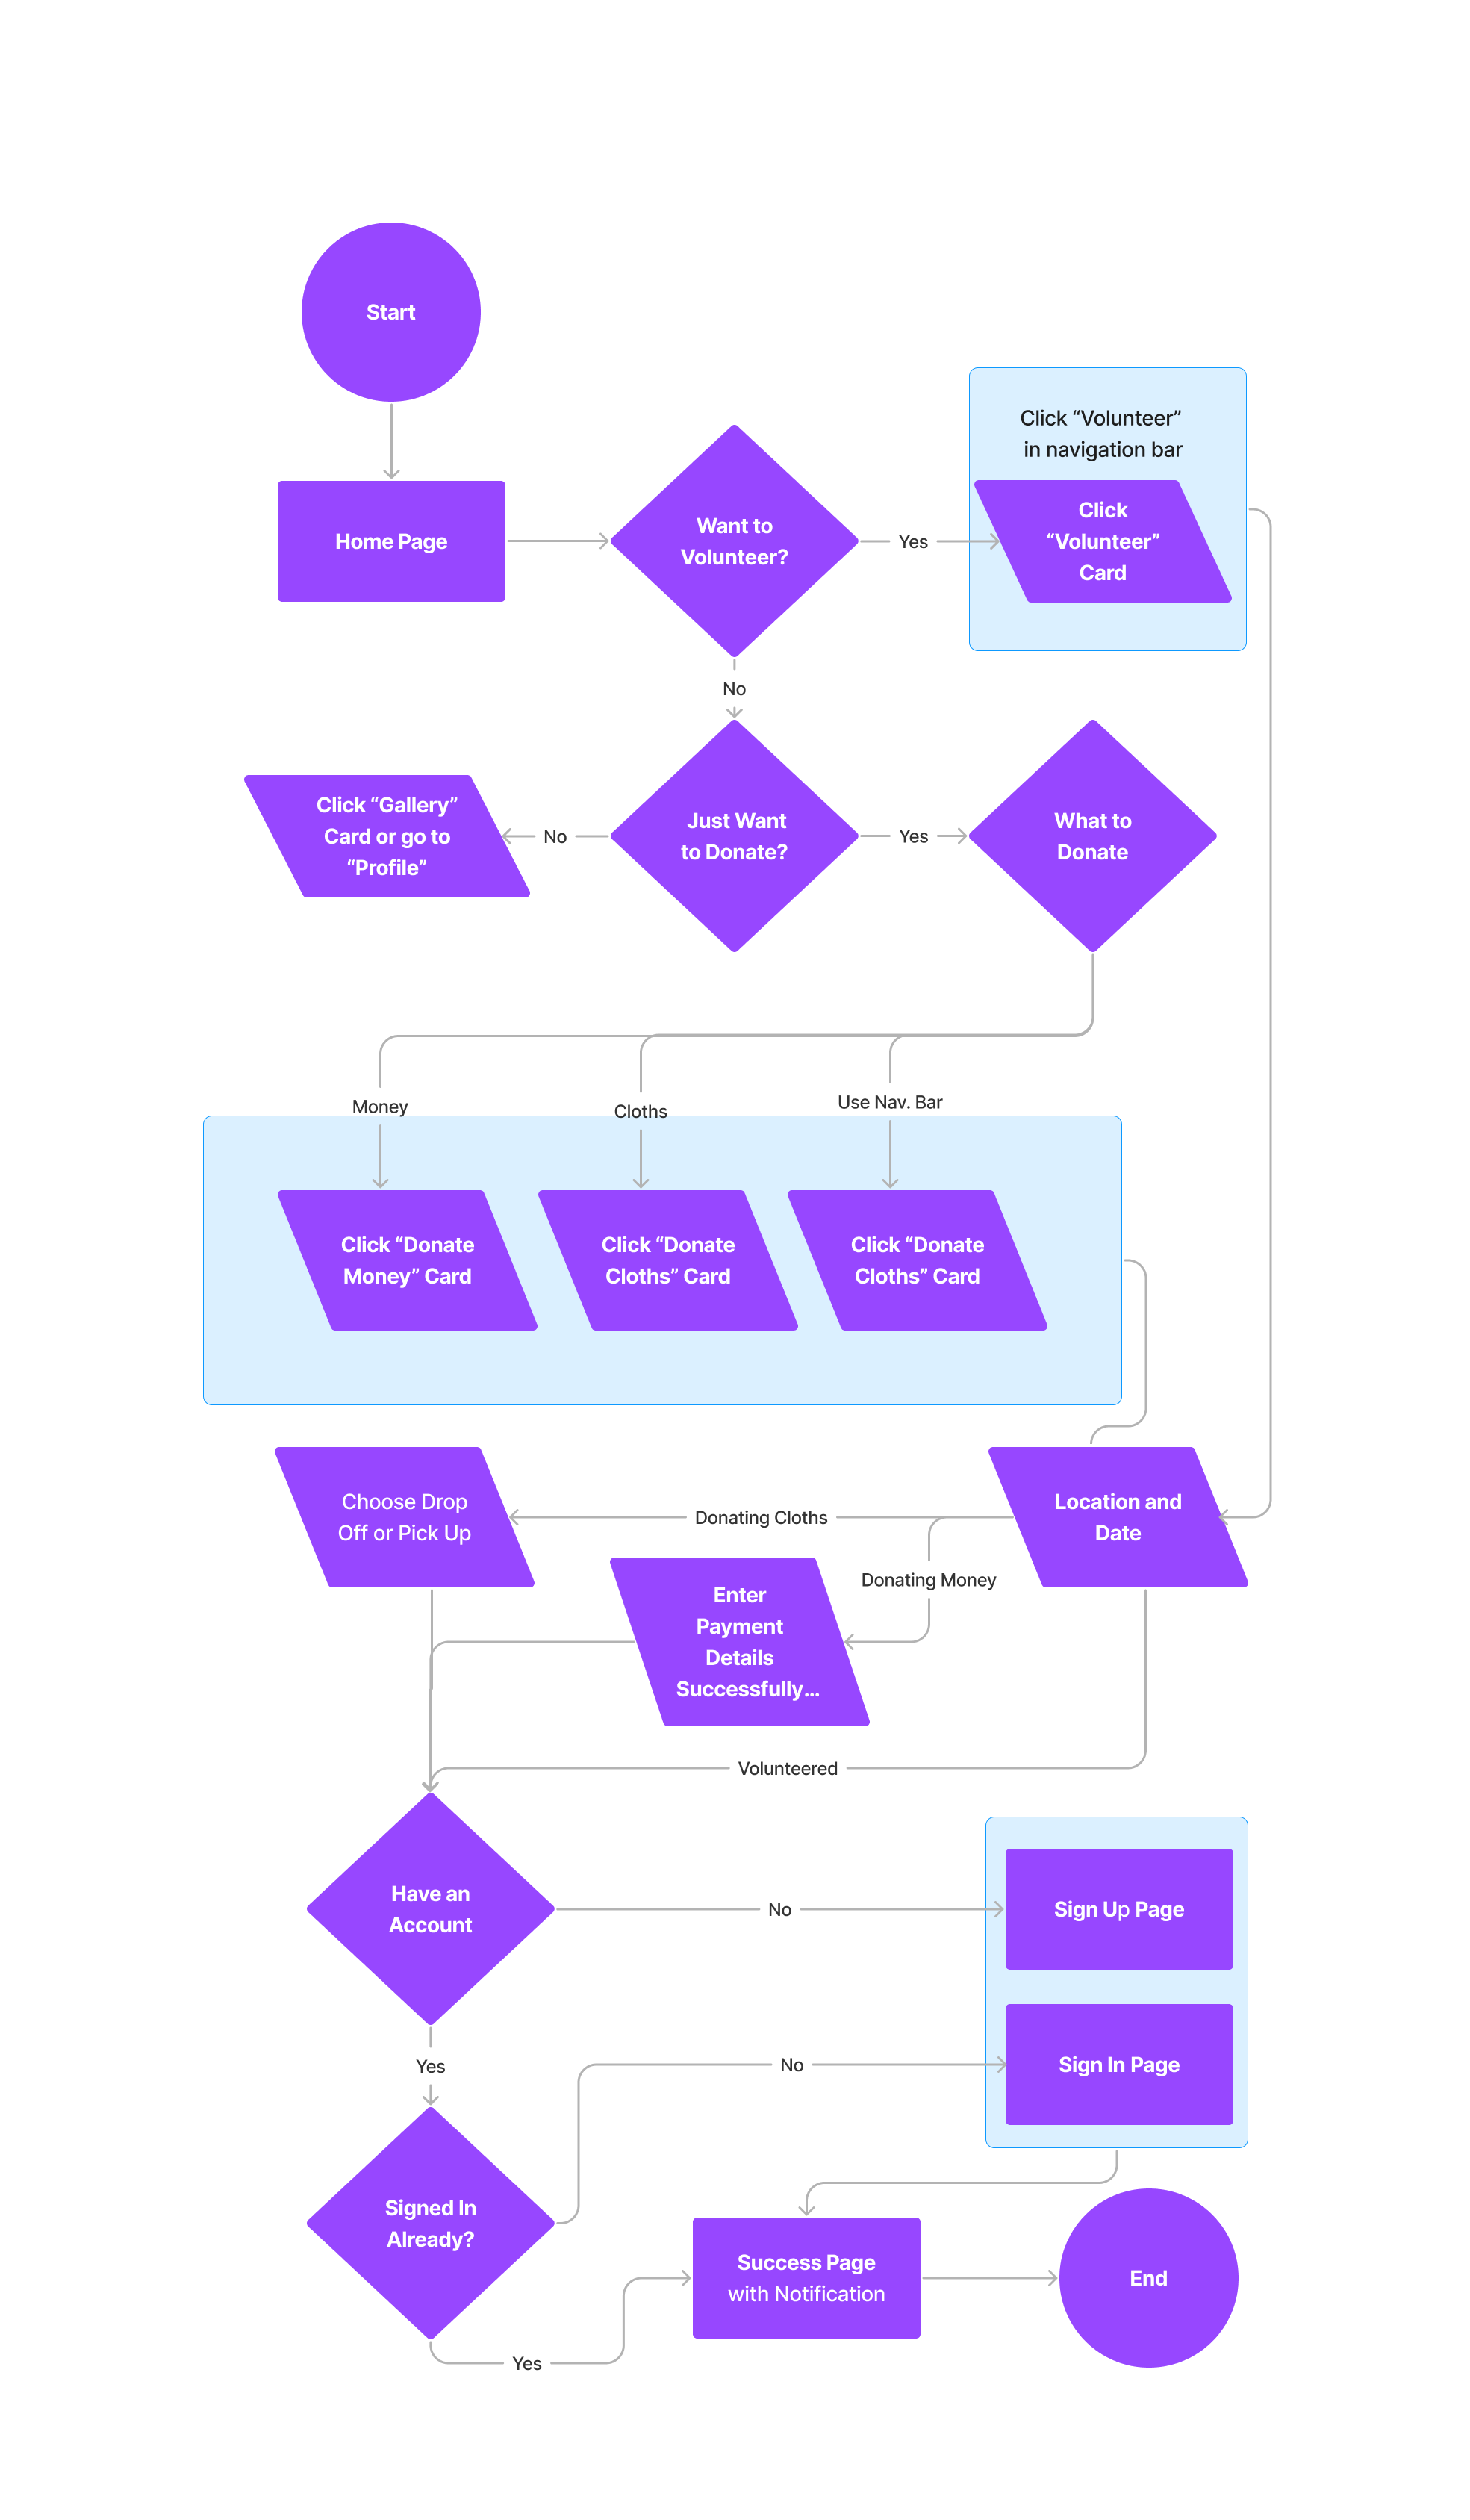 Start
Click “Volunteer”
in navigation bar
Home Page
Want to
Volunteer?
Yes
Click
“Volunteer”
Card
No
Click “Gallery”
Card or go to
“Profile”
No
Just Want
to Donate?
Yes
What to
Donate
Money
Cloths
Use Nav. Bar
Click “Donate
Money” Card
Click “Donate
Cloths” Card
Click “Donate
Cloths” Card
Choose Drop
Off or Pick Up
Donating Cloths
Location and
Date
Donating Money
Enter
Payment
Details
Successfully...
Volunteered
Have an
Account
No
Sign Up Page
Yes
No
Sign In Page
Signed In
Already?
Success Page
with Notification
End
Yes